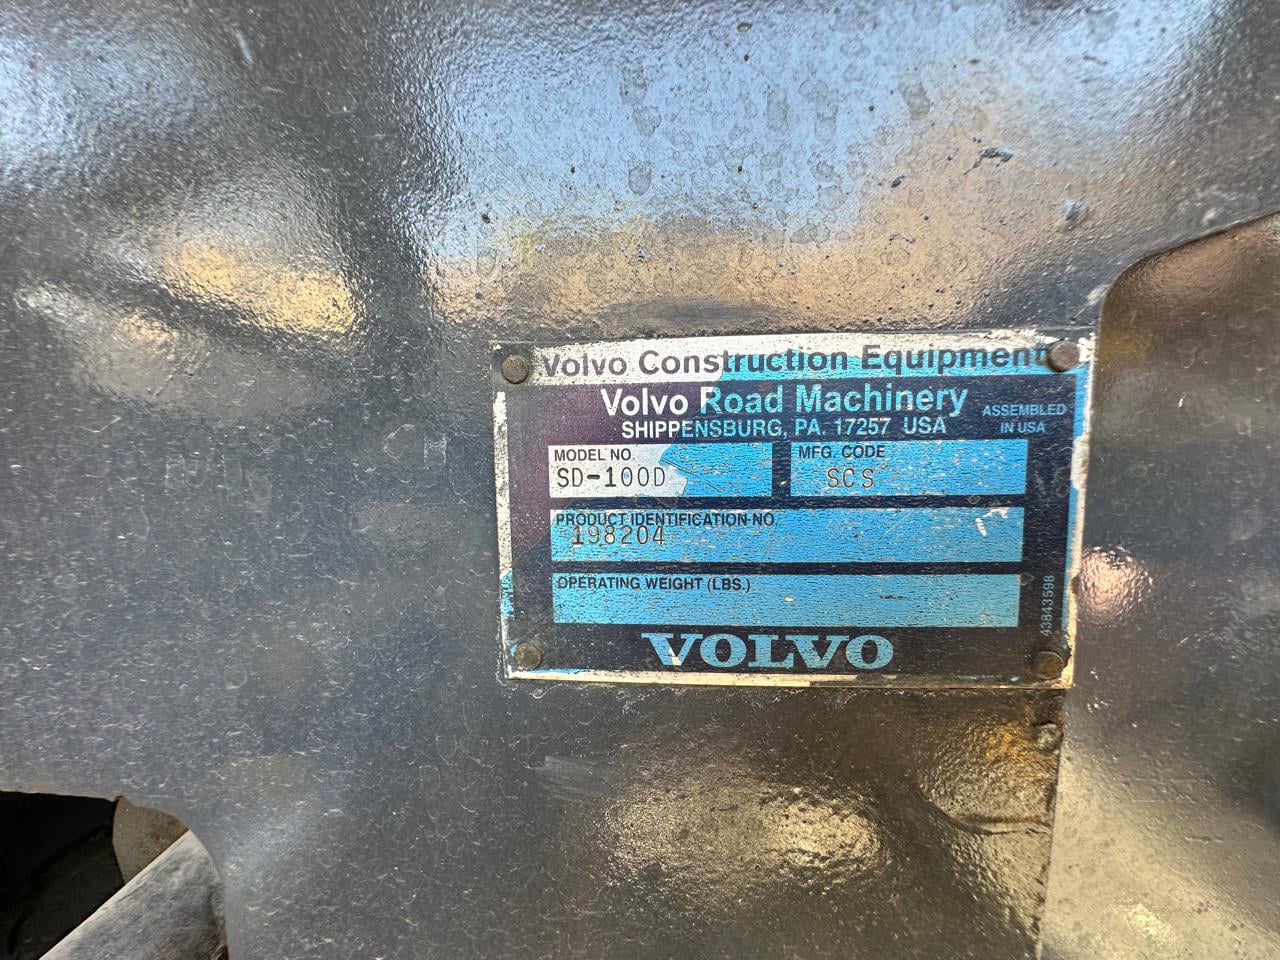 Volvo Construction Equipment
Volvo Road Machinery
SHIPPENSBURG, PA. 17257 USA
ASSEMBLED
IN USA
MODEL NO.
SD-100D
MFG. CODE
SCS
PRODUCT IDENTIFICATION NO.
198204
OPERATING WEIGHT (LBS.)
43843598
VOLVO